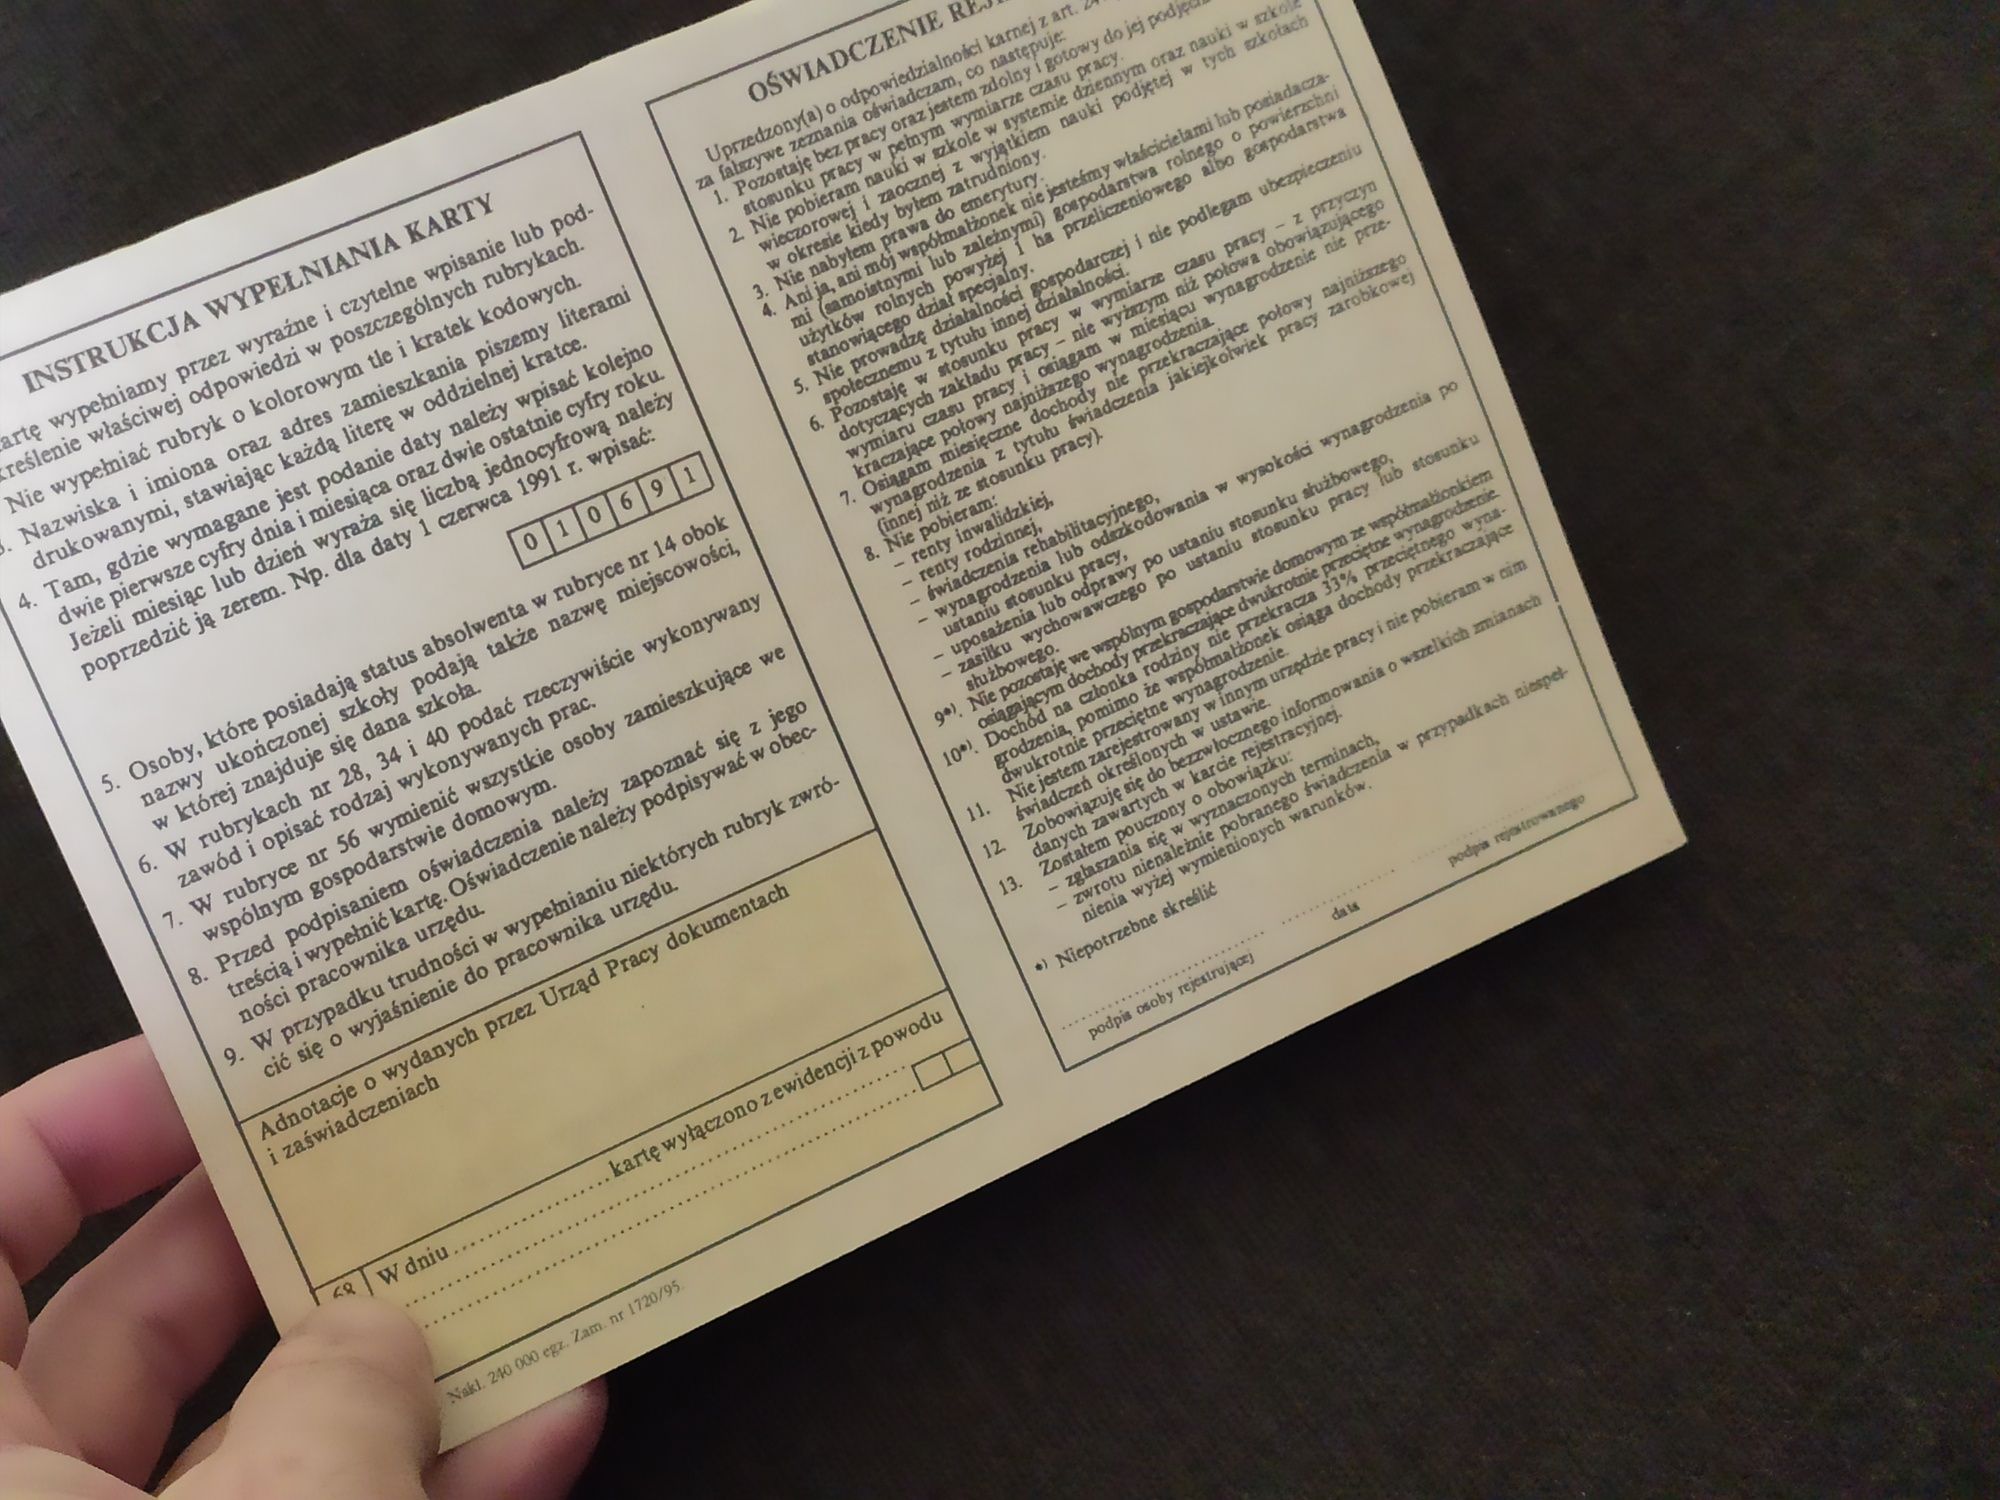 INSTRUKCJA WYPEŁNIANIA KARTY
artę wypełniamy przez wyraźne i czytelne wpisanie lub pod-
kreślenie właściwej odpowiedzi w poszczególnych rubrykach.
Nie wypełniać rubryk o kolorowym tle i kratek kodowych.
3. Nazwiska i imiona oraz adres zamieszkania piszemy literami
drukowanymi, stawiając każdą literę w oddzielnej kratce.
4. Tam, gdzie wymagane jest podanie daty należy wpisać kolejno
dwie pierwsze cyfry dnia i miesiąca oraz dwie ostatnie cyfry roku.
Jeżeli miesiąc lub dzień wyraża się liczbą jednocyfrową należy
poprzedzić ją zerem. Np. dla daty 1 czerwca 1991 r. wpisać:
0 1 0 6 9 1
5. Osoby, które posiadają status absolwenta w rubryce nr 14 obok
nazwy ukończonej szkoły podają także nazwę miejscowości,
w której znajduje się dana szkoła.
6. W rubrykach nr 28, 34 i 40 podać rzeczywiście wykonywany
zawód i opisać rodzaj wykonywanych prac.
7. W rubryce nr 56 wymienić wszystkie osoby zamieszkujące we
wspólnym gospodarstwie domowym.
8. Przed podpisaniem oświadczenia należy zapoznać się z jego
treścią i wypełnić kartę. Oświadczenie należy podpisywać w obec-
ności pracownika urzędu.
9. W przypadku trudności w wypełnianiu niektórych rubryk zwró-
cić się o wyjaśnienie do pracownika urzędu.
Adnotacje o wydanych przez Urząd Pracy dokumentach
i zaświadczeniach
68 W dniu kartę wyłączono z ewidencji z powodu
Nakł. 240 000 egz. Zam. nr 1720/95.
OŚWIADCZENIE
Uprzedzony(a) o odpowiedzialności karnej z art.
za fałszywe zeznania oświadczam, co następuje:
1. Pozostaję bez pracy oraz jestem zdolny i gotowy do jej podjęcia
stosunku pracy w pełnym wymiarze czasu pracy.
2. Nie pobieram nauki w szkole w systemie dziennym oraz nauki w szkole
wieczorowej i zaocznej z wyjątkiem nauki podjętej w tych szkołach
w okresie kiedy byłem zatrudniony.
3. Nie nabyłem prawa do emerytury.
4. Ani ja, ani mój współmałżonek nie jesteśmy właścicielami lub posiadacza-
mi (samoistnymi lub zależnymi) gospodarstwa rolnego o powierzchni
użytków rolnych powyżej 1 ha przeliczeniowego albo gospodarstwa
stanowiącego dział specjalny.
5. Nie prowadzę działalności gospodarczej i nie podlegam ubezpieczeniu
społecznemu z tytułu innej działalności.
6. Pozostaję w stosunku pracy w wymiarze czasu pracy – z przyczyn
dotyczących zakładu pracy – nie wyższym niż połowa obowiązującego
wymiaru czasu pracy i osiągam w miesiącu wynagrodzenie nie prze-
kraczające połowy najniższego wynagrodzenia.
7. Osiągam miesięczne dochody nie przekraczające połowy najniższego
wynagrodzenia z tytułu świadczenia jakiejkolwiek pracy zarobkowej
(innej niż ze stosunku pracy).
8. Nie pobieram:
– renty inwalidzkiej,
– renty rodzinnej,
– świadczenia rehabilitacyjnego,
– wynagrodzenia lub odszkodowania w wysokości wynagrodzenia po
ustaniu stosunku pracy,
– uposażenia lub odprawy po ustaniu stosunku służbowego,
– zasiłku wychowawczego po ustaniu stosunku pracy lub stosunku
służbowego.
9*). Nie pozostaję we wspólnym gospodarstwie domowym ze współmałżonkiem
osiągającym dochody przekraczające dwukrotnie przeciętne wynagrodzenie.
10*). Dochód na członka rodziny nie przekracza 33% przeciętnego wyna-
grodzenia, pomimo że współmałżonek osiąga dochody przekraczające
dwukrotnie przeciętne wynagrodzenie.
11. Nie jestem zarejestrowany w innym urzędzie pracy i nie pobieram w nim
świadczeń określonych w ustawie.
12. Zobowiązuję się do bezzwłocznego informowania o wszelkich zmianach
danych zawartych w karcie rejestracyjnej.
13. Zostałem pouczony o obowiązku:
– zgłaszania się w wyznaczonych terminach,
– zwrotu nienależnie pobranego świadczenia w przypadkach niespeł-
nienia wyżej wymienionych warunków.
*) Niepotrzebne skreślić
podpis osoby rejestrującej data podpis rejestrowanego